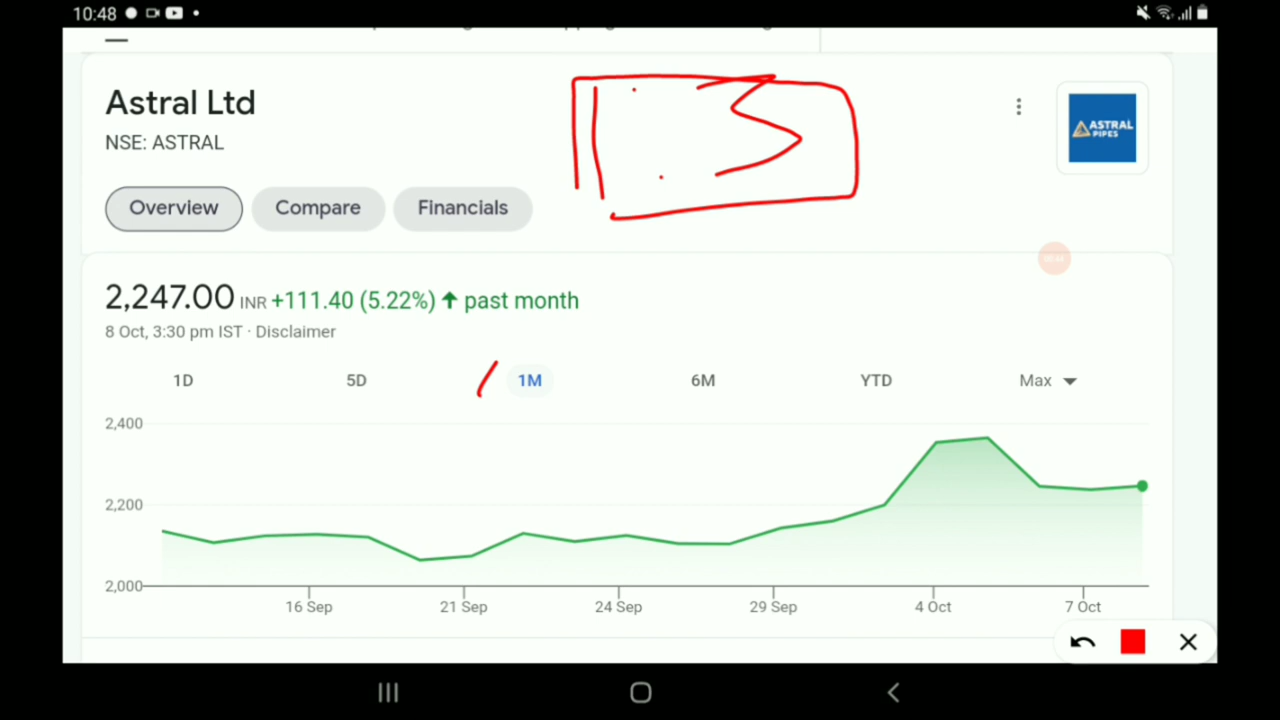 10:48
Astral Ltd
NSE: ASTRAL
ASTRAL
PIPES
1 3
Overview Compare Financials
2,247.00 INR +111.40 (5.22%) ↑ past month
8 Oct, 3:30 pm IST · Disclaimer
1D 5D 1M 6M YTD Max
2,400
2,200
2,000
16 Sep 21 Sep 24 Sep 29 Sep 4 Oct 7 Oct